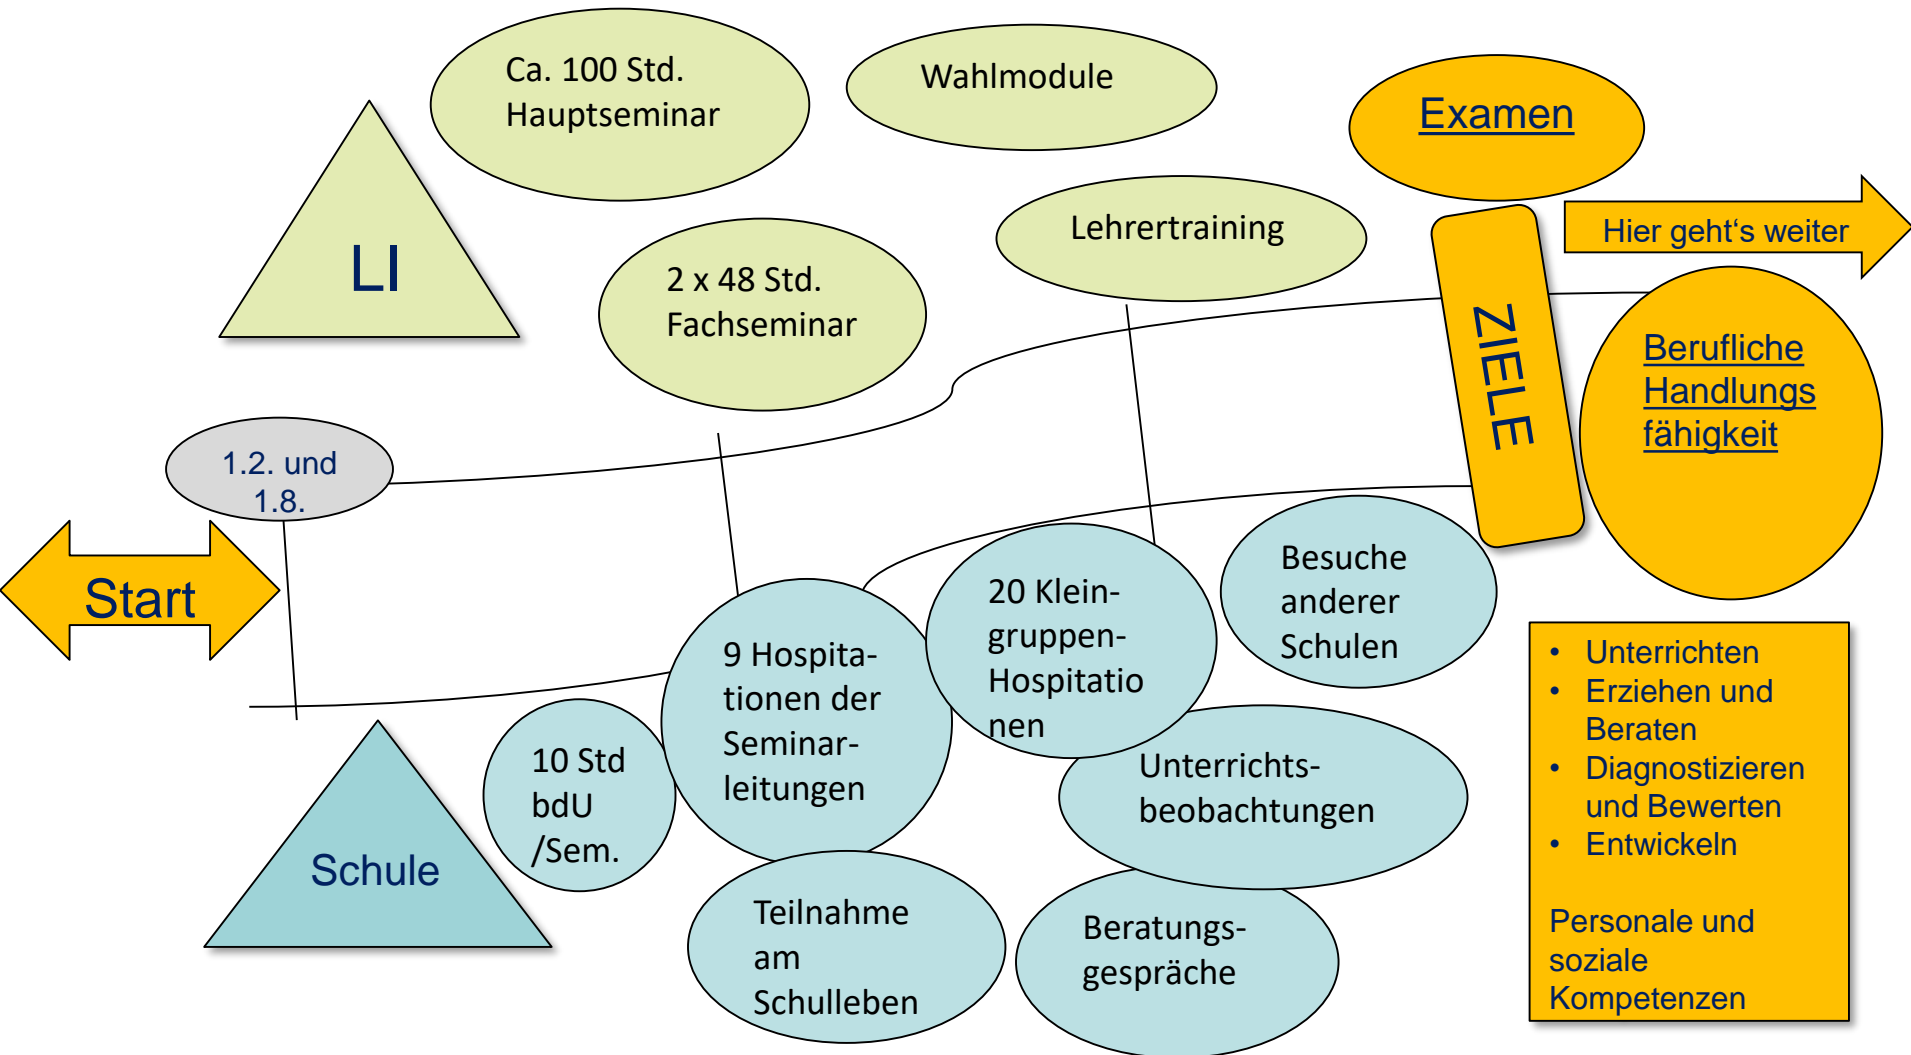 Ca. 100 Std.
Hauptseminar
Wahlmodule
Examen
LI
2 x 48 Std.
Fachseminar
Lehrertraining
Hier geht‘s weiter
ZIELE
Berufliche
Handlungs
fähigkeit
1.2. und
1.8.
Start
Schule
10 Std
bdU
/Sem.
9 Hospita-
tionen der
Seminar-
leitungen
20 Klein-
gruppen-
Hospitatio
nen
Besuche
anderer
Schulen
Unterrichts-
beobachtungen
Teilnahme
am
Schulleben
Beratungs-
gespräche
• Unterrichten
• Erziehen und
Beraten
• Diagnostizieren
und Bewerten
• Entwickeln
Personale und
soziale
Kompetenzen